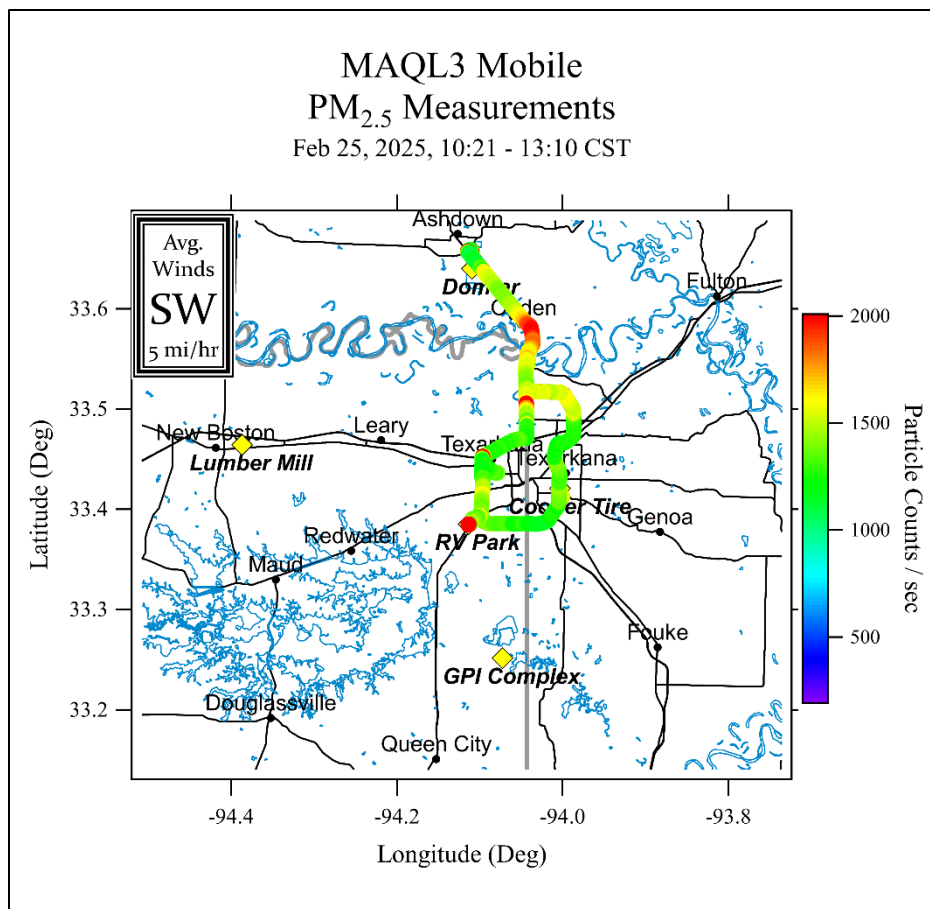 MAQL3 Mobile
PM2.5 Measurements
Feb 25, 2025, 10:21 - 13:10 CST
Avg.
Winds
SW
5 mi/hr
Ashdown
Domtar
Ogden
Fulton
New Boston
Lumber Mill
Leary
Texarkana
Texarkana
Cooper Tire
Genoa
RV Park
Redwater
Maud
Fouke
GPI Complex
Douglassville
Queen City
33.6
33.5
33.4
33.3
33.2
Latitude (Deg)
-94.4
-94.2
-94.0
-93.8
Longitude (Deg)
2000
1500
1000
500
Particle Counts / sec